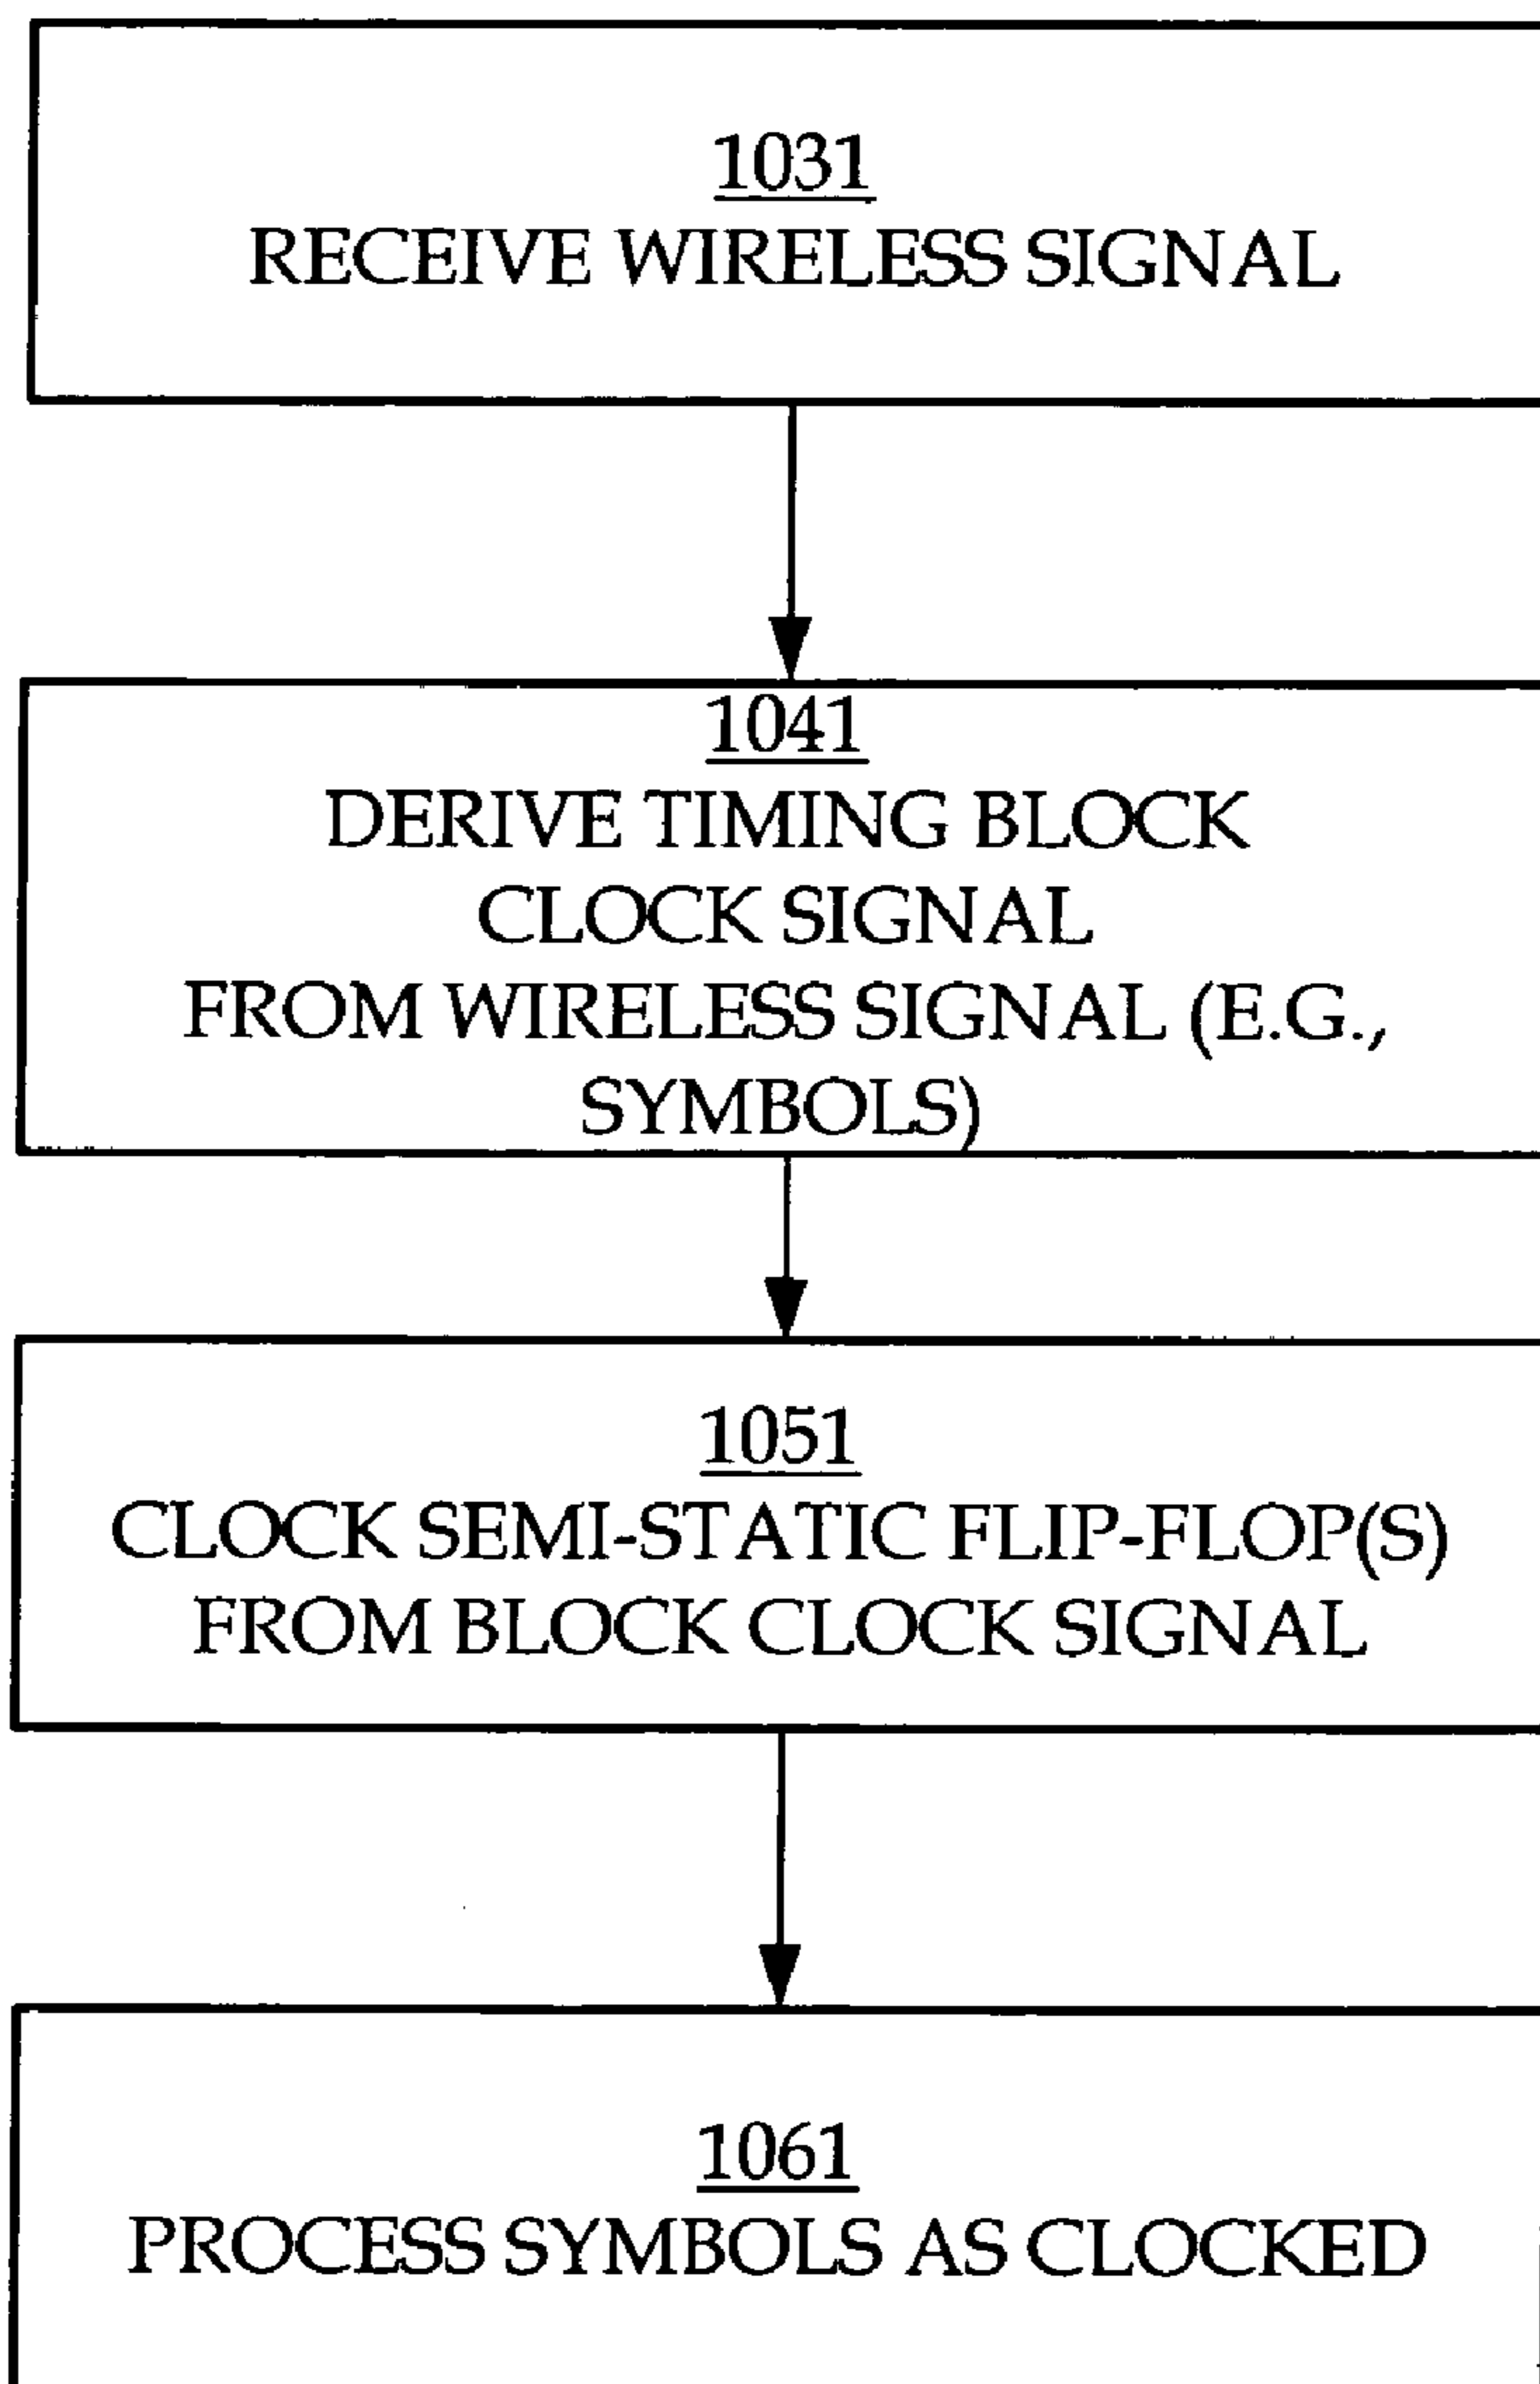 1031
RECEIVE WIRELESS SIGNAL
1041
DERIVE TIMING BLOCK
CLOCK SIGNAL
FROM WIRELESS SIGNAL (E.G.,
SYMBOLS)
1051
CLOCK SEMI-STATIC FLIP-FLOP(S)
FROM BLOCK CLOCK SIGNAL
1061
PROCESS SYMBOLS AS CLOCKED